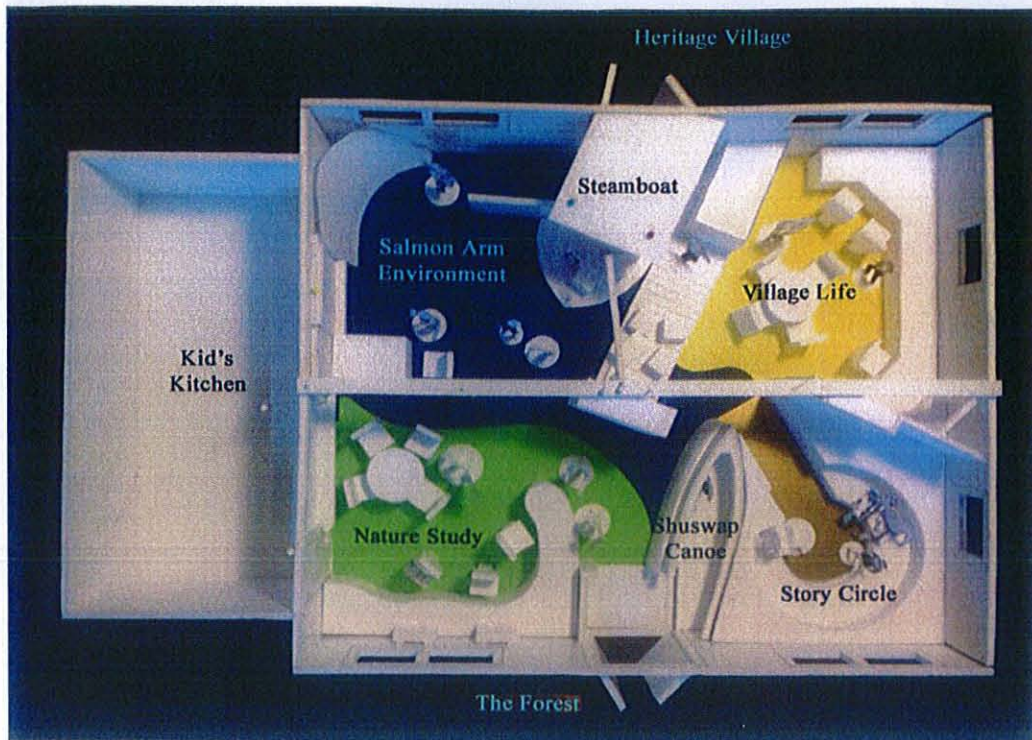 Heritage Village
Steamboat
Salmon Arm
Environment
Village Life
Kid's
Kitchen
Nature Study
Shuswap
Canoe
Story Circle
The Forest